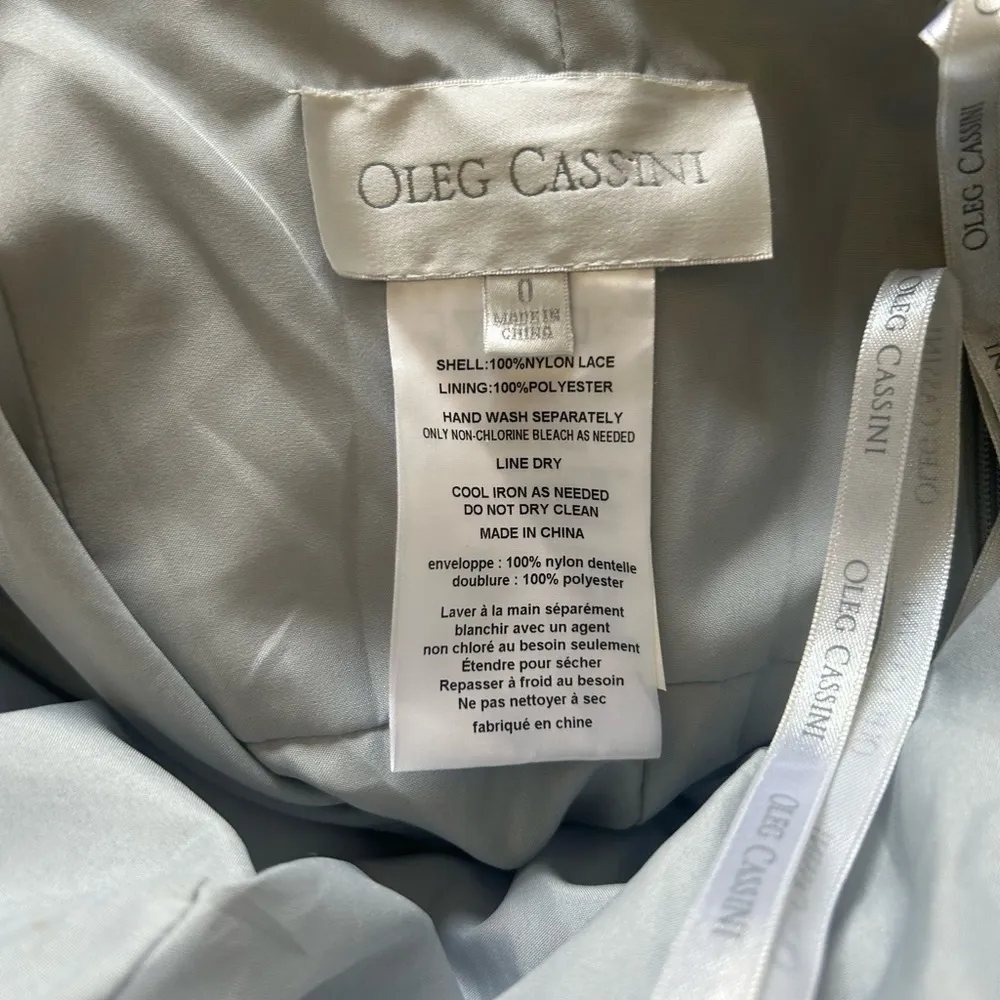 OLEG CASSINI
0
MADE IN
CHINA
SHELL:100%NYLON LACE
LINING:100%POLYESTER
HAND WASH SEPARATELY
ONLY NON-CHLORINE BLEACH AS NEEDED
LINE DRY
COOL IRON AS NEEDED
DO NOT DRY CLEAN
MADE IN CHINA
enveloppe : 100% nylon dentelle
doublure : 100% polyester
Laver à la main séparément
blanchir avec un agent
non chloré au besoin seulement
Étendre pour sécher
Repasser à froid au besoin
Ne pas nettoyer à sec
fabriqué en chine
OLEG CASSINI
OLEG CASSINI
OLEG CASSINI
OLEG CASSINI